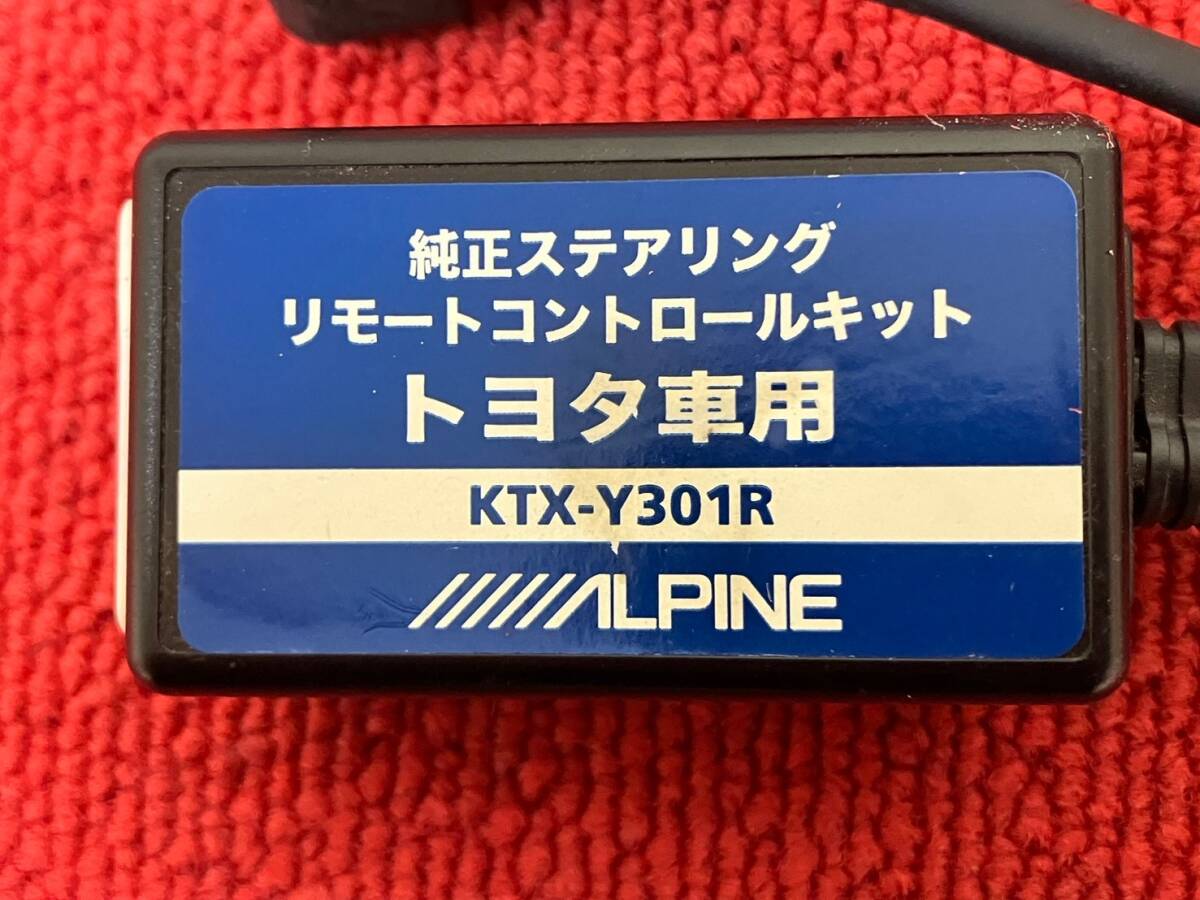 純正ステアリング
リモートコントロールキット
トヨタ車用
KTX-Y301R
ALPINE